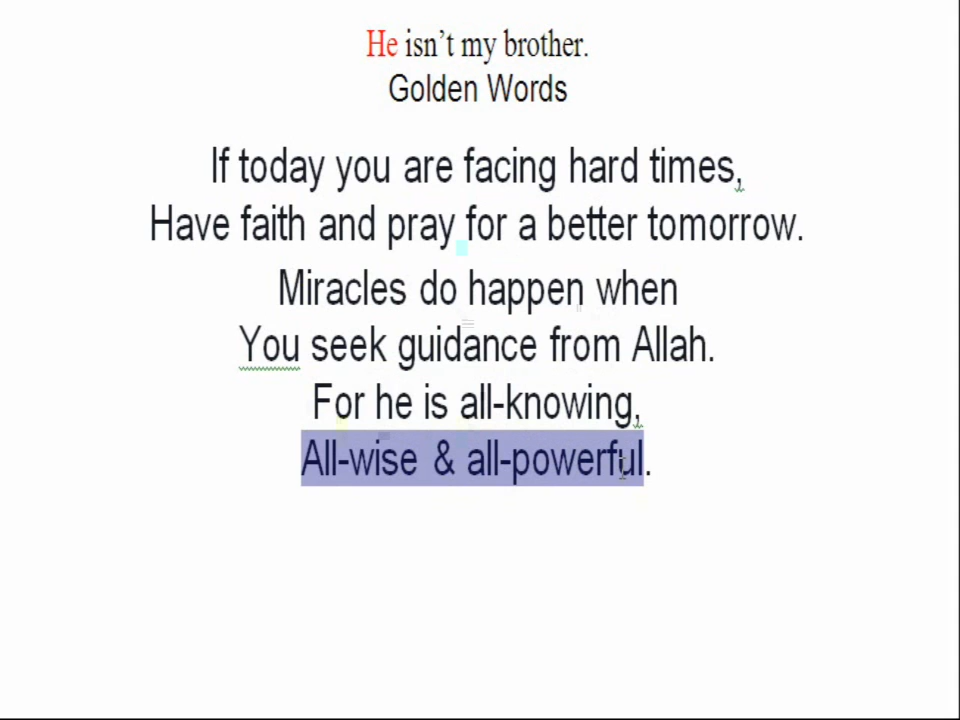 He isn’t my brother.
Golden Words
If today you are facing hard times,
Have faith and pray for a better tomorrow.
Miracles do happen when
You seek guidance from Allah.
For he is all-knowing,
All-wise & all-powerful.